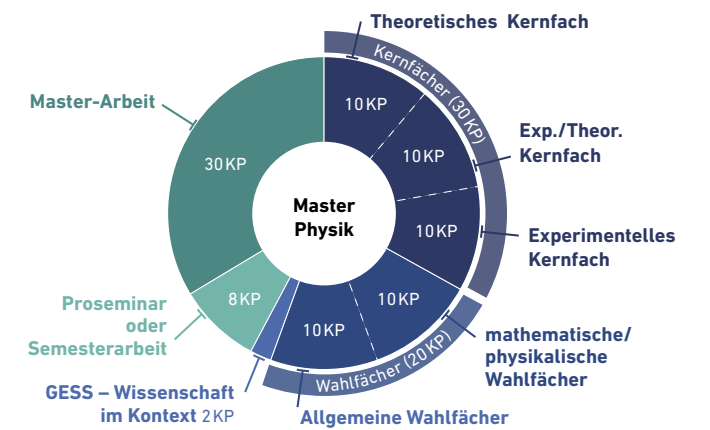 Theoretisches Kernfach
Kernfächer (30 KP)
10 KP
Exp./Theor.
Kernfach
10 KP
Experimentelles
Kernfach
10 KP
mathematische/
physikalische
Wahlfächer
10 KP
Wahlfächer (20 KP)
Allgemeine Wahlfächer
10 KP
GESS – Wissenschaft
im Kontext 2 KP
Proseminar
oder
Semesterarbeit
8 KP
Master-Arbeit
30 KP
Master
Physik